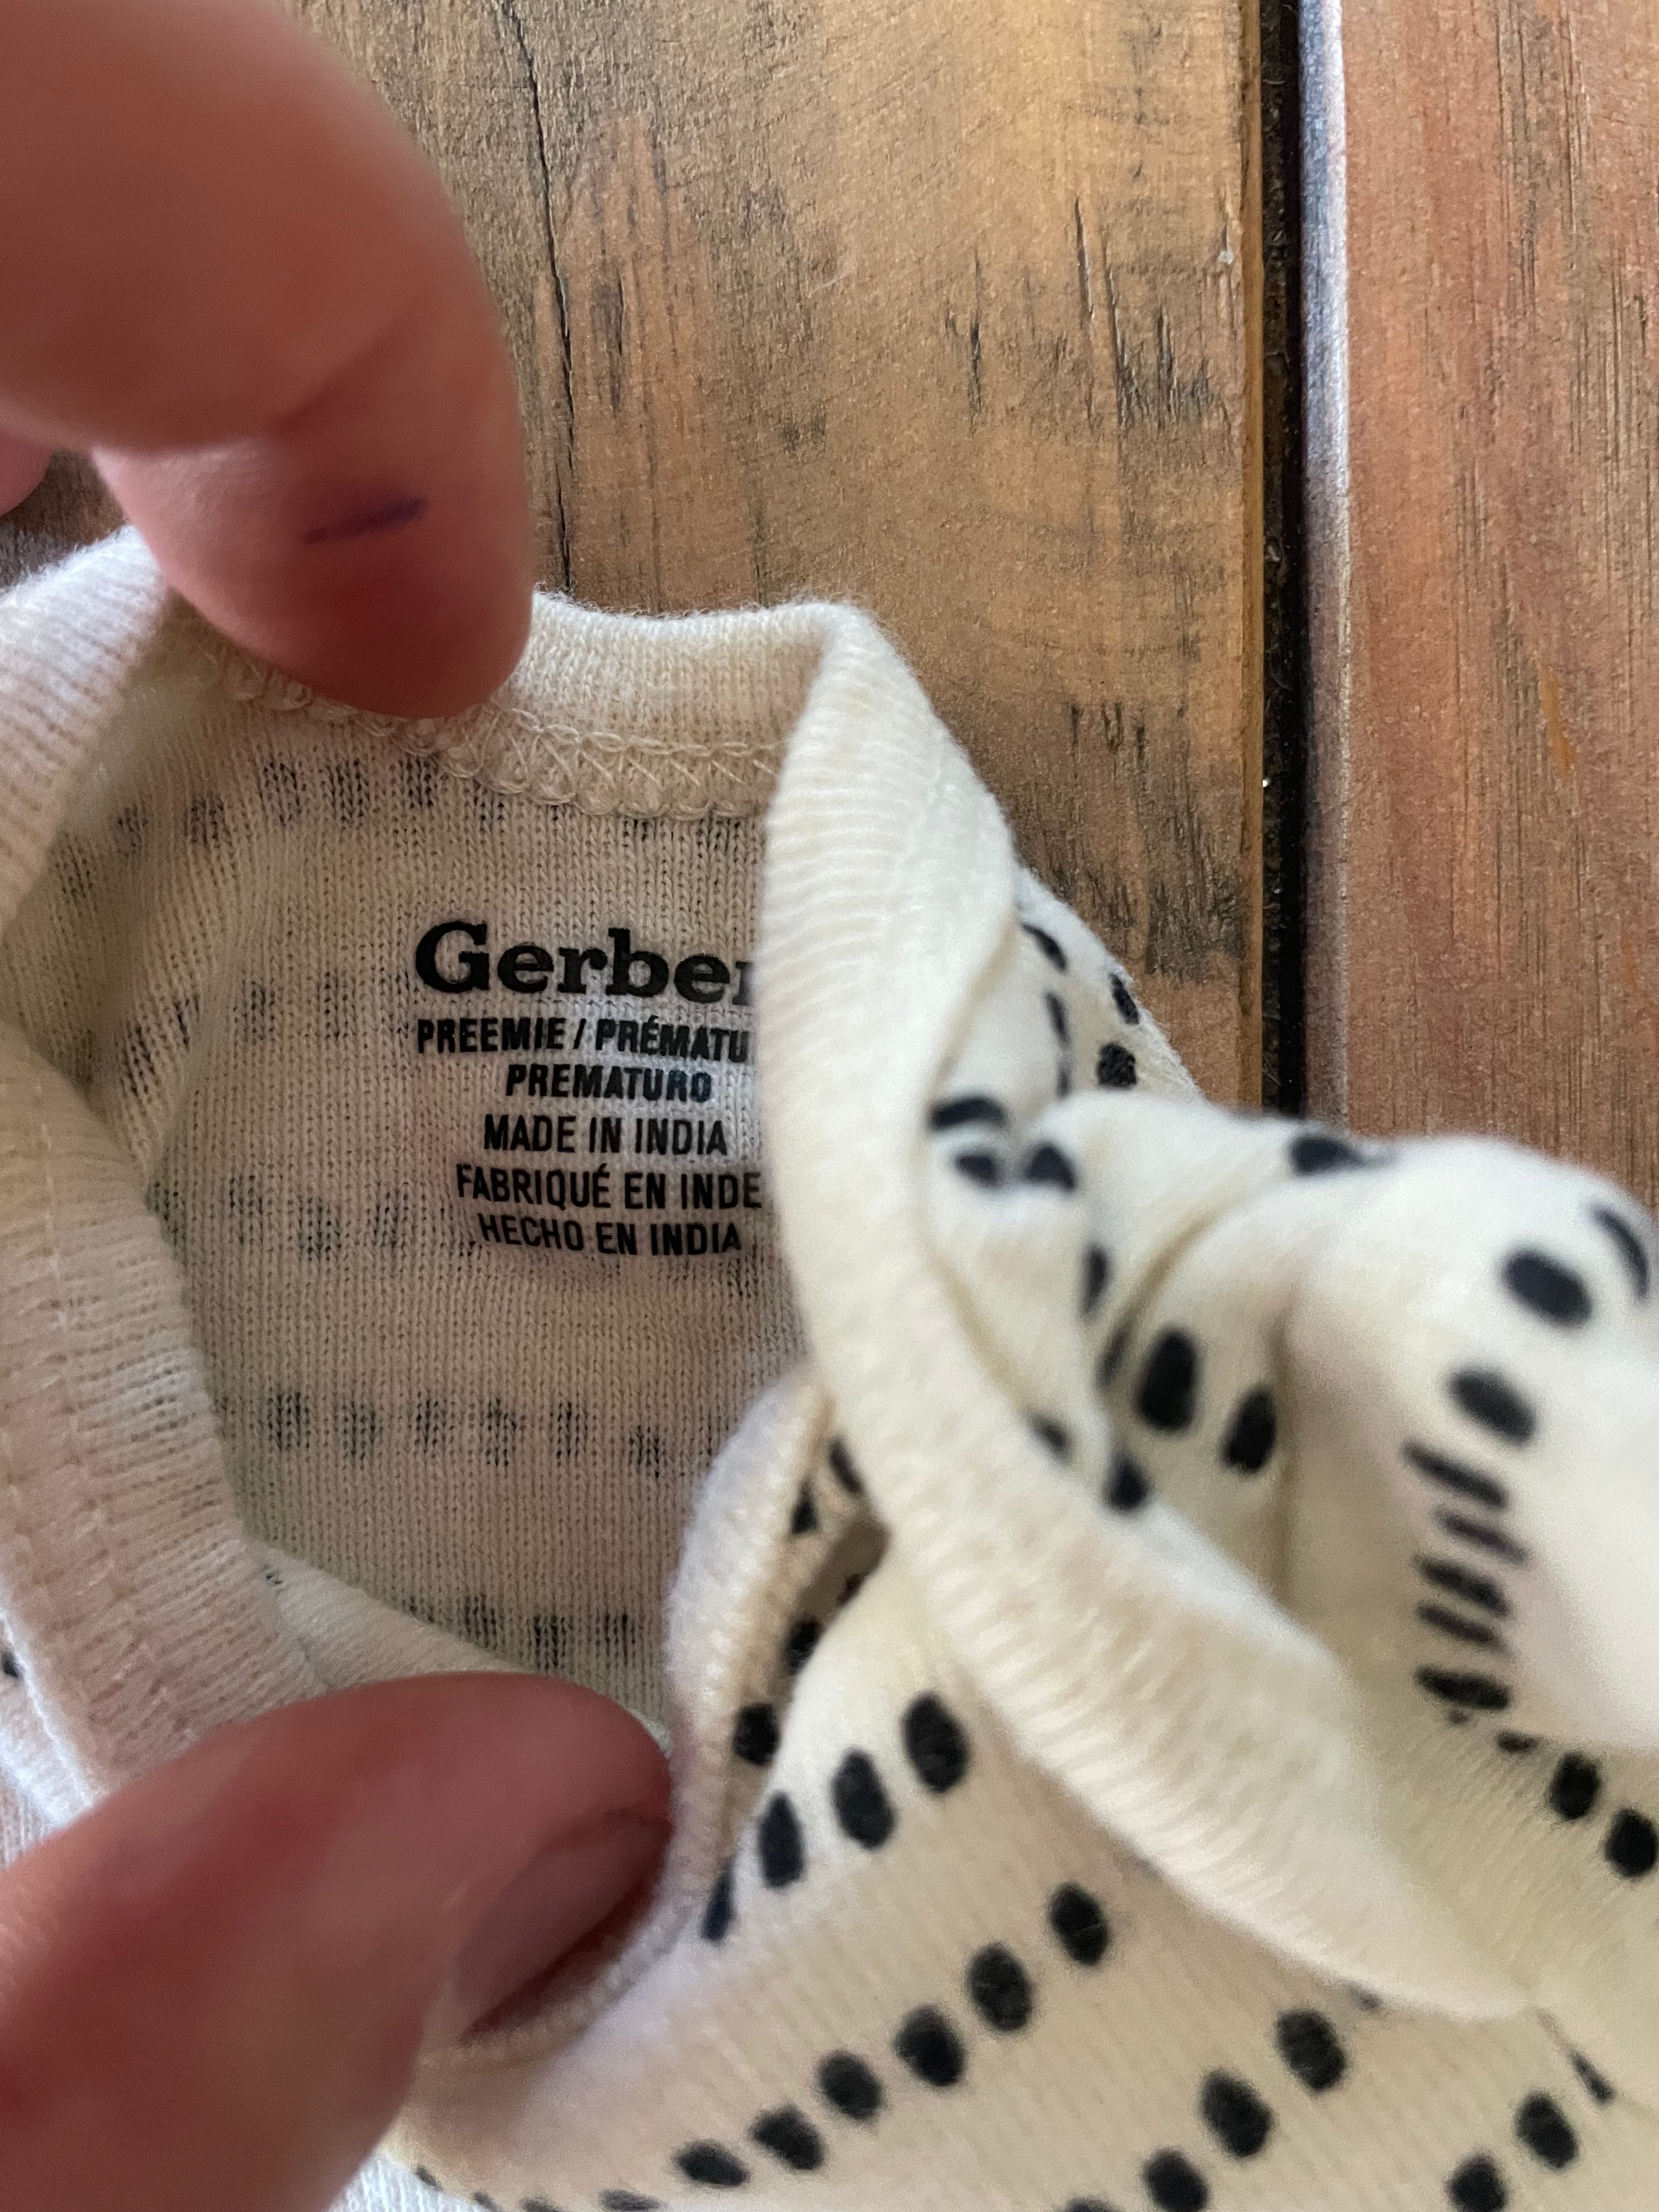 Gerber
PREEMIE / PRÉMATU
PREMATURO
MADE IN INDIA
FABRIQUÉ EN INDE
HECHO EN INDIA